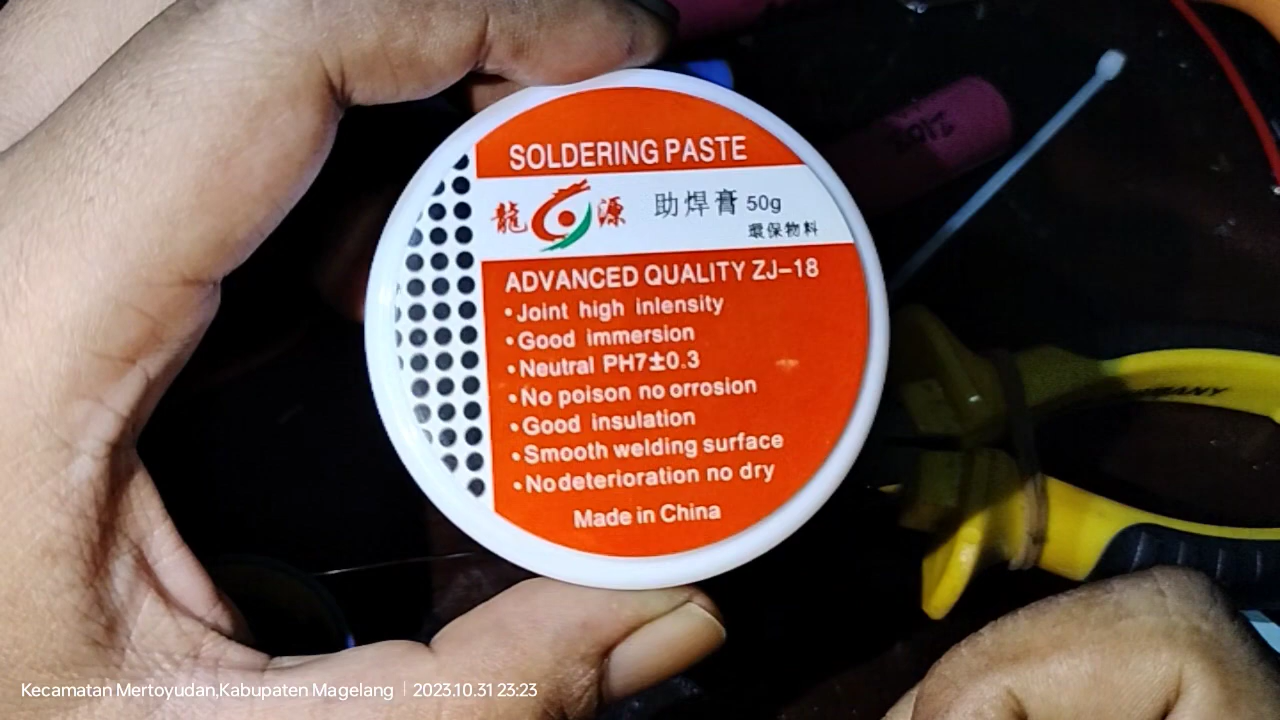 SOLDERING PASTE
龍 源
助焊膏 50g
環保物料
ADVANCED QUALITY ZJ-18
•Joint high inlensity
•Good immersion
•Neutral PH7±0.3
•No poison no orrosion
•Good insulation
•Smooth welding surface
•Nodeterioration no dry
Made in China
Kecamatan Mertoyudan,Kabupaten Magelang | 2023.10.31 23:23